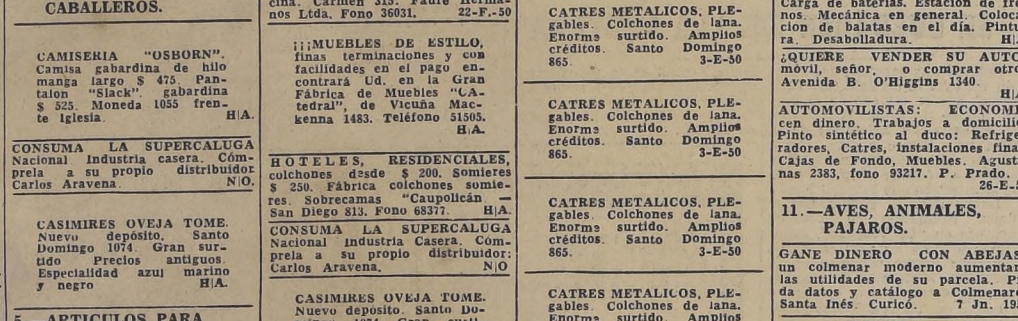 CABALLEROS.
CAMISERIA "OSBORN".
Camisa gabardina de hilo
manga largo $ 475. Pan-
talon "Slack". gabardina
$ 525. Moneda 1055 fren-
te Iglesia. H|A.
CONSUMA LA SUPERCALUGA
Nacional Industria casera. Cóm-
prela a su propio distribuidor
Carlos Aravena. N|O.
CASIMIRES OVEJA TOME.
Nuevo depósito, Santo
Domingo 1074. Gran sur-
tido Precios antiguos.
Especialidad azul marino
y negro H|A.
5 ARTICULOS PARA
nos Ltda. Fono 36031. 22-F.-50
¡¡¡MUEBLES DE ESTILO,
finas terminaciones y con
facilidades en el pago en-
contrará Ud. en la Gran
Fábrica de Muebles "CA-
tedral", de Vicuña Mac-
kenna 1483. Teléfono 51505.
H|A.
HOTELES, RESIDENCIALES,
colchones desde $ 200. Somieres
$ 250. Fábrica colchones somie-
res. Sobrecamas "Caupolicán —
San Diego 813. Fono 68377. H|A.
CONSUMA LA SUPERCALUGA
Nacional Industria Casera. Cóm-
prela a su propio distribuidor:
Carlos Aravena. N|O
CASIMIRES OVEJA TOME.
Nuevo deposito. Santo Do-
CATRES METALICOS, PLE-
gables. Colchones de lana.
Enorme surtido. Amplios
créditos. Santo Domingo
865. 3-E-50
CATRES METALICOS, PLE-
gables. Colchones de lana.
Enorme surtido. Amplios
créditos. Santo Domingo
865. 3-E-50
CATRES METALICOS, PLE-
gables. Colchones de lana.
Enorme surtido. Amplios
créditos. Santo Domingo
865. 3-E-50
CATRES METALICOS, PLE-
gables. Colchones de lana.
Enorme surtido. Amplios
Carga de baterías. Estación de fre
nos. Mecánica en general. Coloca
cion de balatas en el día. Pintu
ra. Desabolladura. H|
¿QUIERE VENDER SU AUTO
móvil, señor, o comprar otro
Avenida B. O'Higgins 1340.
H|
AUTOMOVILISTAS: ECONOMI
cen dinero. Trabajos a domicili
Pinto sintético al duco: Refrige
radores, Catres, instalaciones fina
Cajas de Fondo, Muebles. Agust
nas 2383, fono 93217. P. Prado.
26-E-5
11.—AVES, ANIMALES,
PAJAROS.
GANE DINERO CON ABEJAS
un colmenar moderno aumentar
las utilidades de su parcela. P
da datos y catálogo a Colmenare
Santa Inés. Curicó. 7 Jn. 195